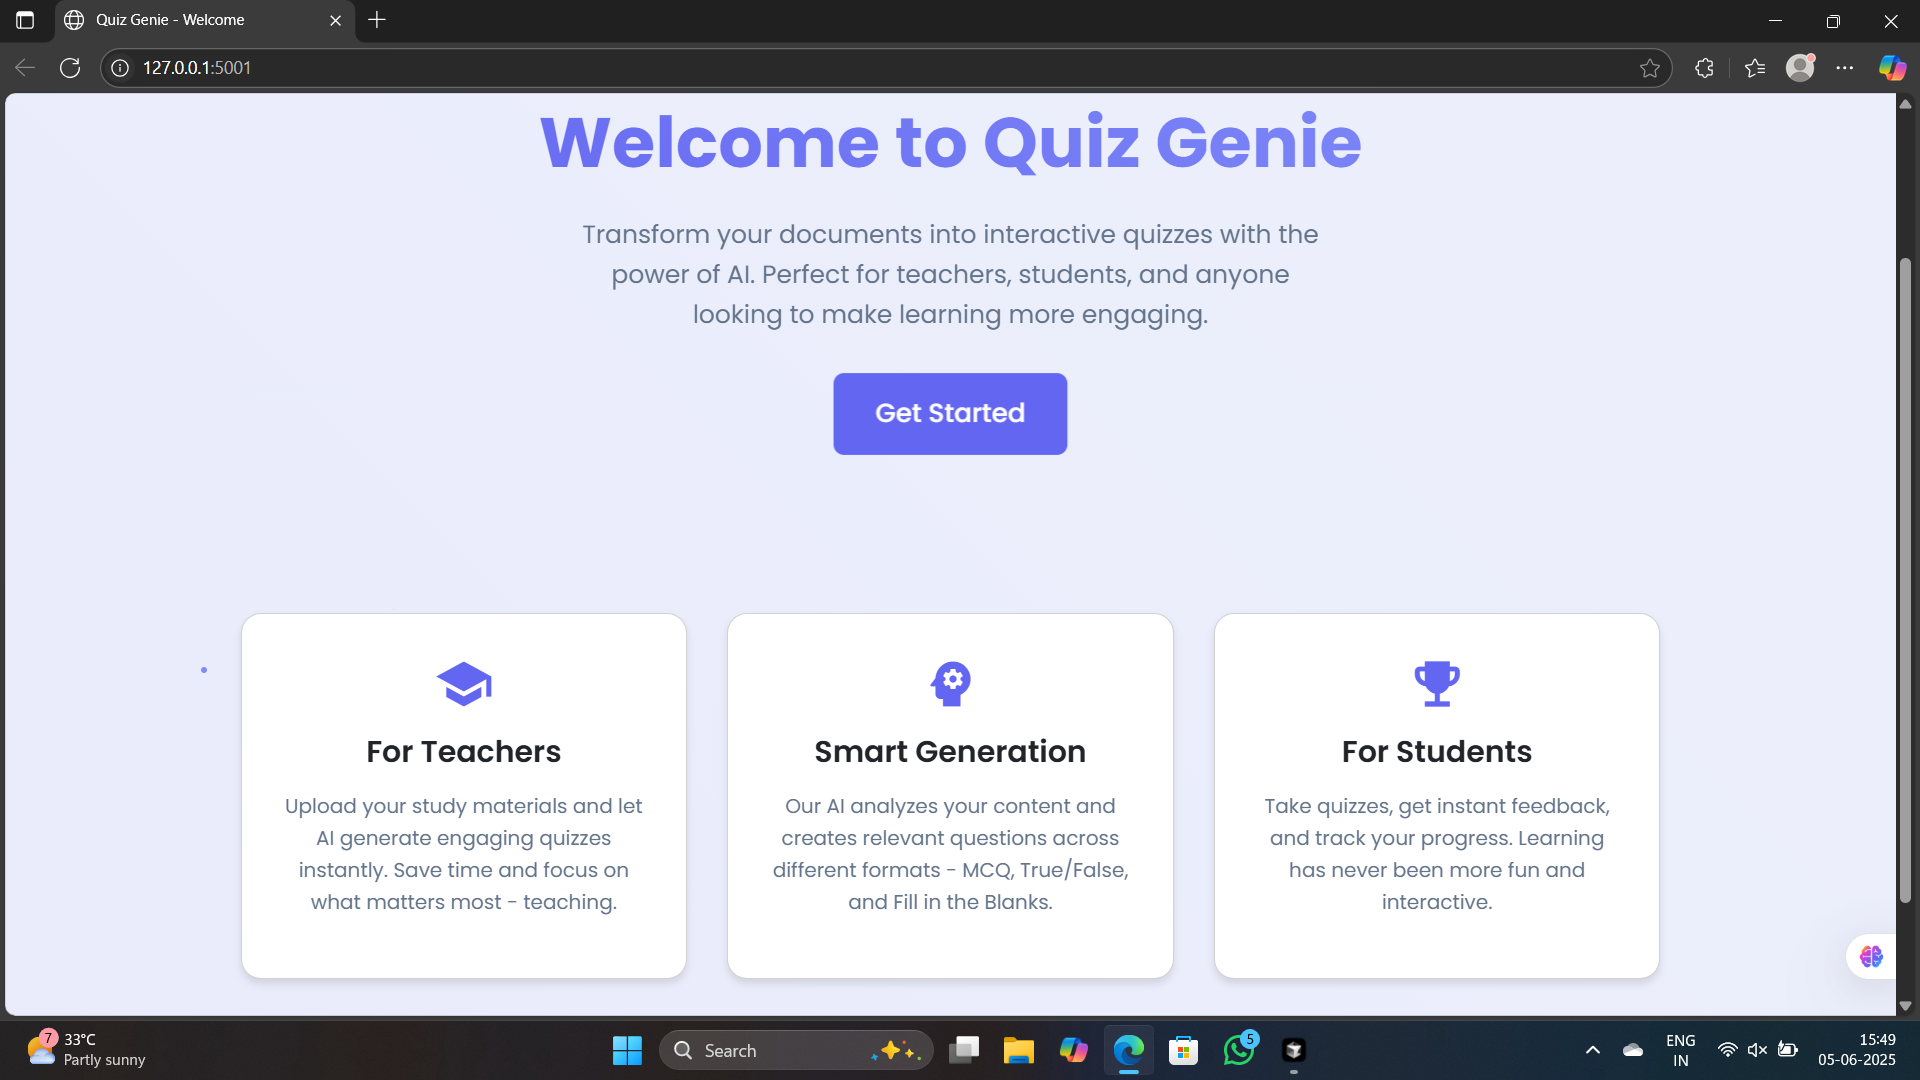 Quiz Genie - Welcome
127.0.0.1:5001
Welcome to Quiz Genie
Transform your documents into interactive quizzes with the
power of AI. Perfect for teachers, students, and anyone
looking to make learning more engaging.
Get Started
For Teachers
Upload your study materials and let
AI generate engaging quizzes
instantly. Save time and focus on
what matters most - teaching.
Smart Generation
Our AI analyzes your content and
creates relevant questions across
different formats - MCQ, True/False,
and Fill in the Blanks.
For Students
Take quizzes, get instant feedback,
and track your progress. Learning
has never been more fun and
interactive.
7
33°C
Partly sunny
Search
5
ENG
IN
15:49
05-06-2025